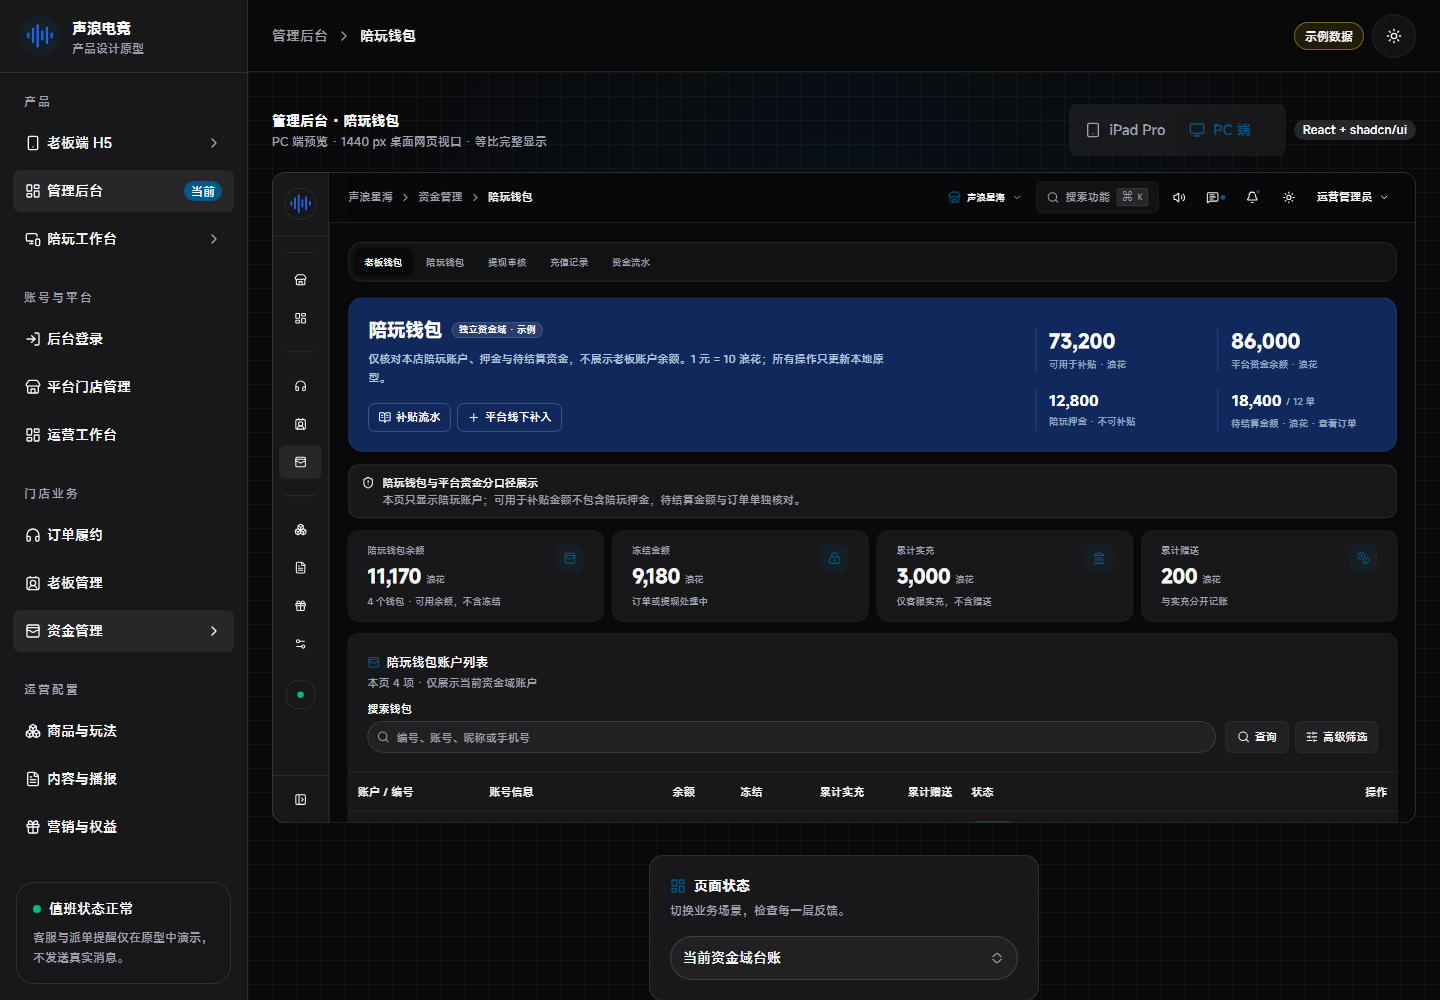 声浪电竞
产品设计原型
产品
老板端 H5
管理后台
当前
陪玩工作台
账号与平台
后台登录
平台门店管理
运营工作台
门店业务
订单履约
老板管理
资金管理
运营配置
商品与玩法
内容与播报
营销与权益
值班状态正常
客服与派单提醒仅在原型中演示，
不发送真实消息。
管理后台
陪玩钱包
示例数据
管理后台 · 陪玩钱包
PC 端预览 · 1440 px 桌面网页视口 · 等比完整显示
iPad Pro
PC 端
React + shadcn/ui
声浪星海
资金管理
陪玩钱包
声浪星海
搜索功能
⌘ K
运营管理员
老板钱包
陪玩钱包
提现审核
充值记录
资金流水
陪玩钱包
独立资金域 · 示例
仅核对本店陪玩账户、押金与待结算资金，不展示老板账户余额。1 元 = 10 浪花；所有操作只更新本地原
型。
补贴流水
平台线下补入
73,200
可用于补贴 · 浪花
86,000
平台资金余额 · 浪花
12,800
陪玩押金 · 不可补贴
18,400 / 12 单
待结算金额 · 浪花 · 查看订单
陪玩钱包与平台资金分口径展示
本页只显示陪玩账户；可用于补贴金额不包含陪玩押金，待结算金额与订单单独核对。
陪玩钱包余额
11,170 浪花
4 个钱包 · 可用余额，不含冻结
冻结金额
9,180 浪花
订单或提现处理中
累计实充
3,000 浪花
仅客服实充，不含赠送
累计赠送
200 浪花
与实充分开记账
陪玩钱包账户列表
本页 4 项 · 仅展示当前资金域账户
搜索钱包
编号、账号、昵称或手机号
查询
高级筛选
账户 / 编号
账号信息
余额
冻结
累计实充
累计赠送
状态
操作
页面状态
切换业务场景，检查每一层反馈。
当前资金域台账